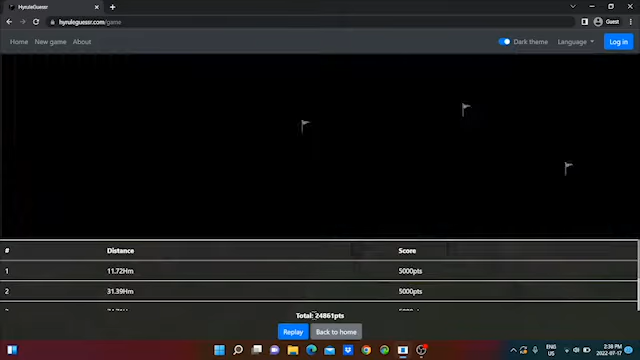 HyruleGuessr
hyruleguessr.com/game
Guest
Home New game About
Dark theme Language Log in
# Distance Score
1 11.72Hm 5000pts
2 31.39Hm 5000pts
Total: 24861pts
Replay Back to home
ENG
US
2:38 PM
2022-07-17